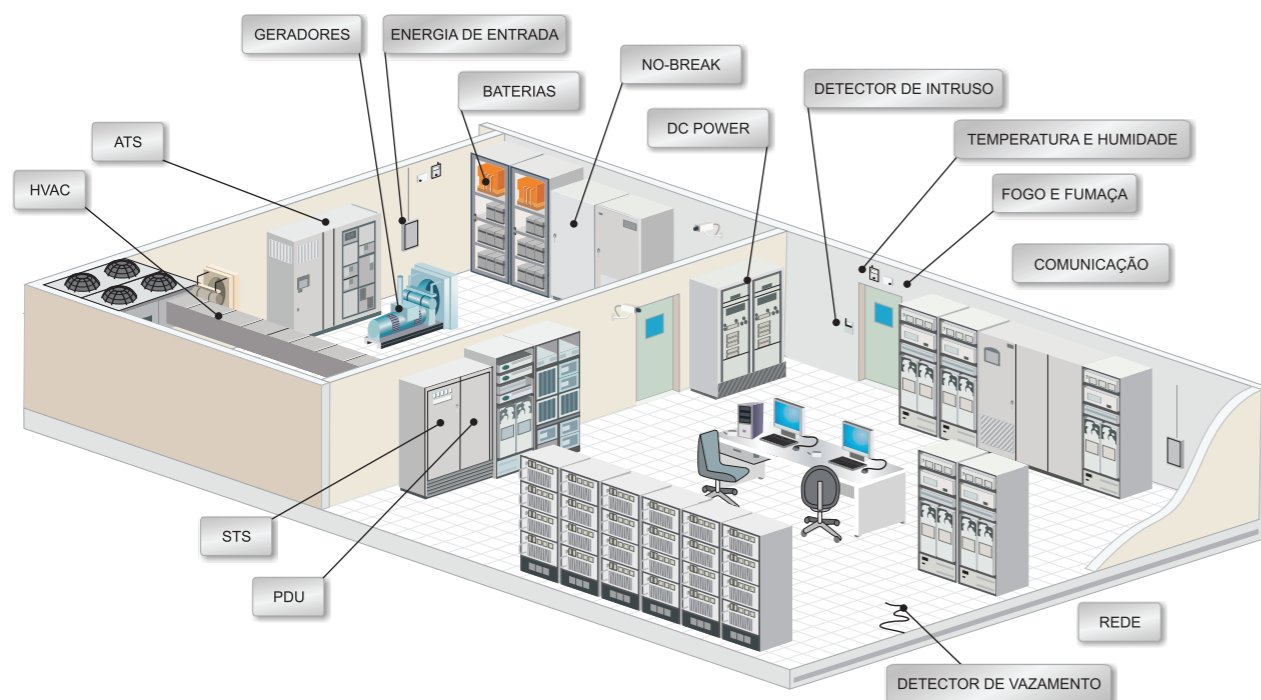 GERADORES
ENERGIA DE ENTRADA
NO-BREAK
BATERIAS
DETECTOR DE INTRUSO
DC POWER
TEMPERATURA E HUMIDADE
ATS
HVAC
FOGO E FUMAÇA
COMUNICAÇÃO
STS
PDU
REDE
DETECTOR DE VAZAMENTO